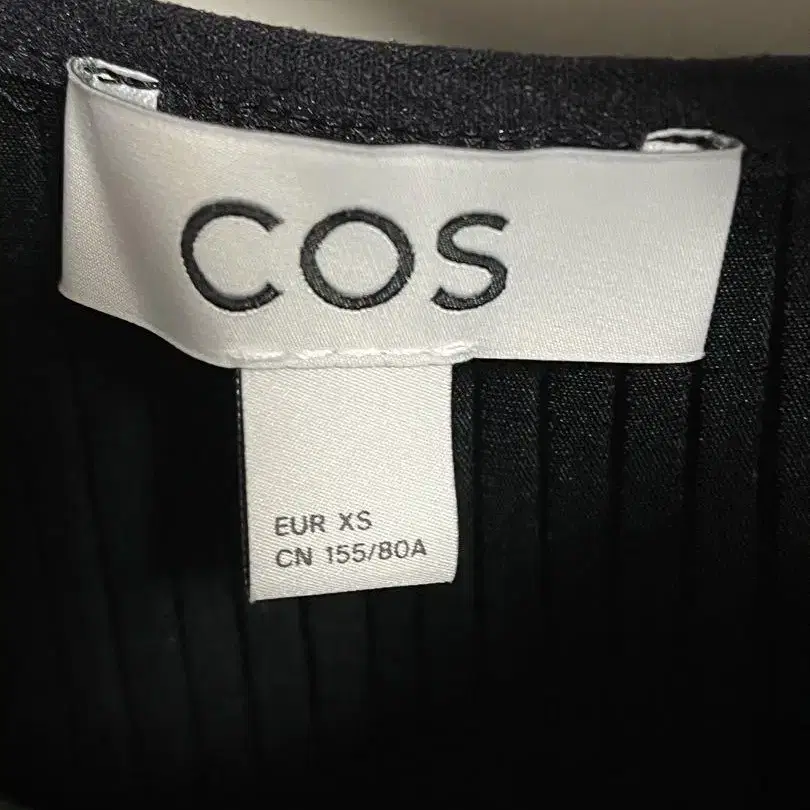 COS
EUR XS
CN 155/80A